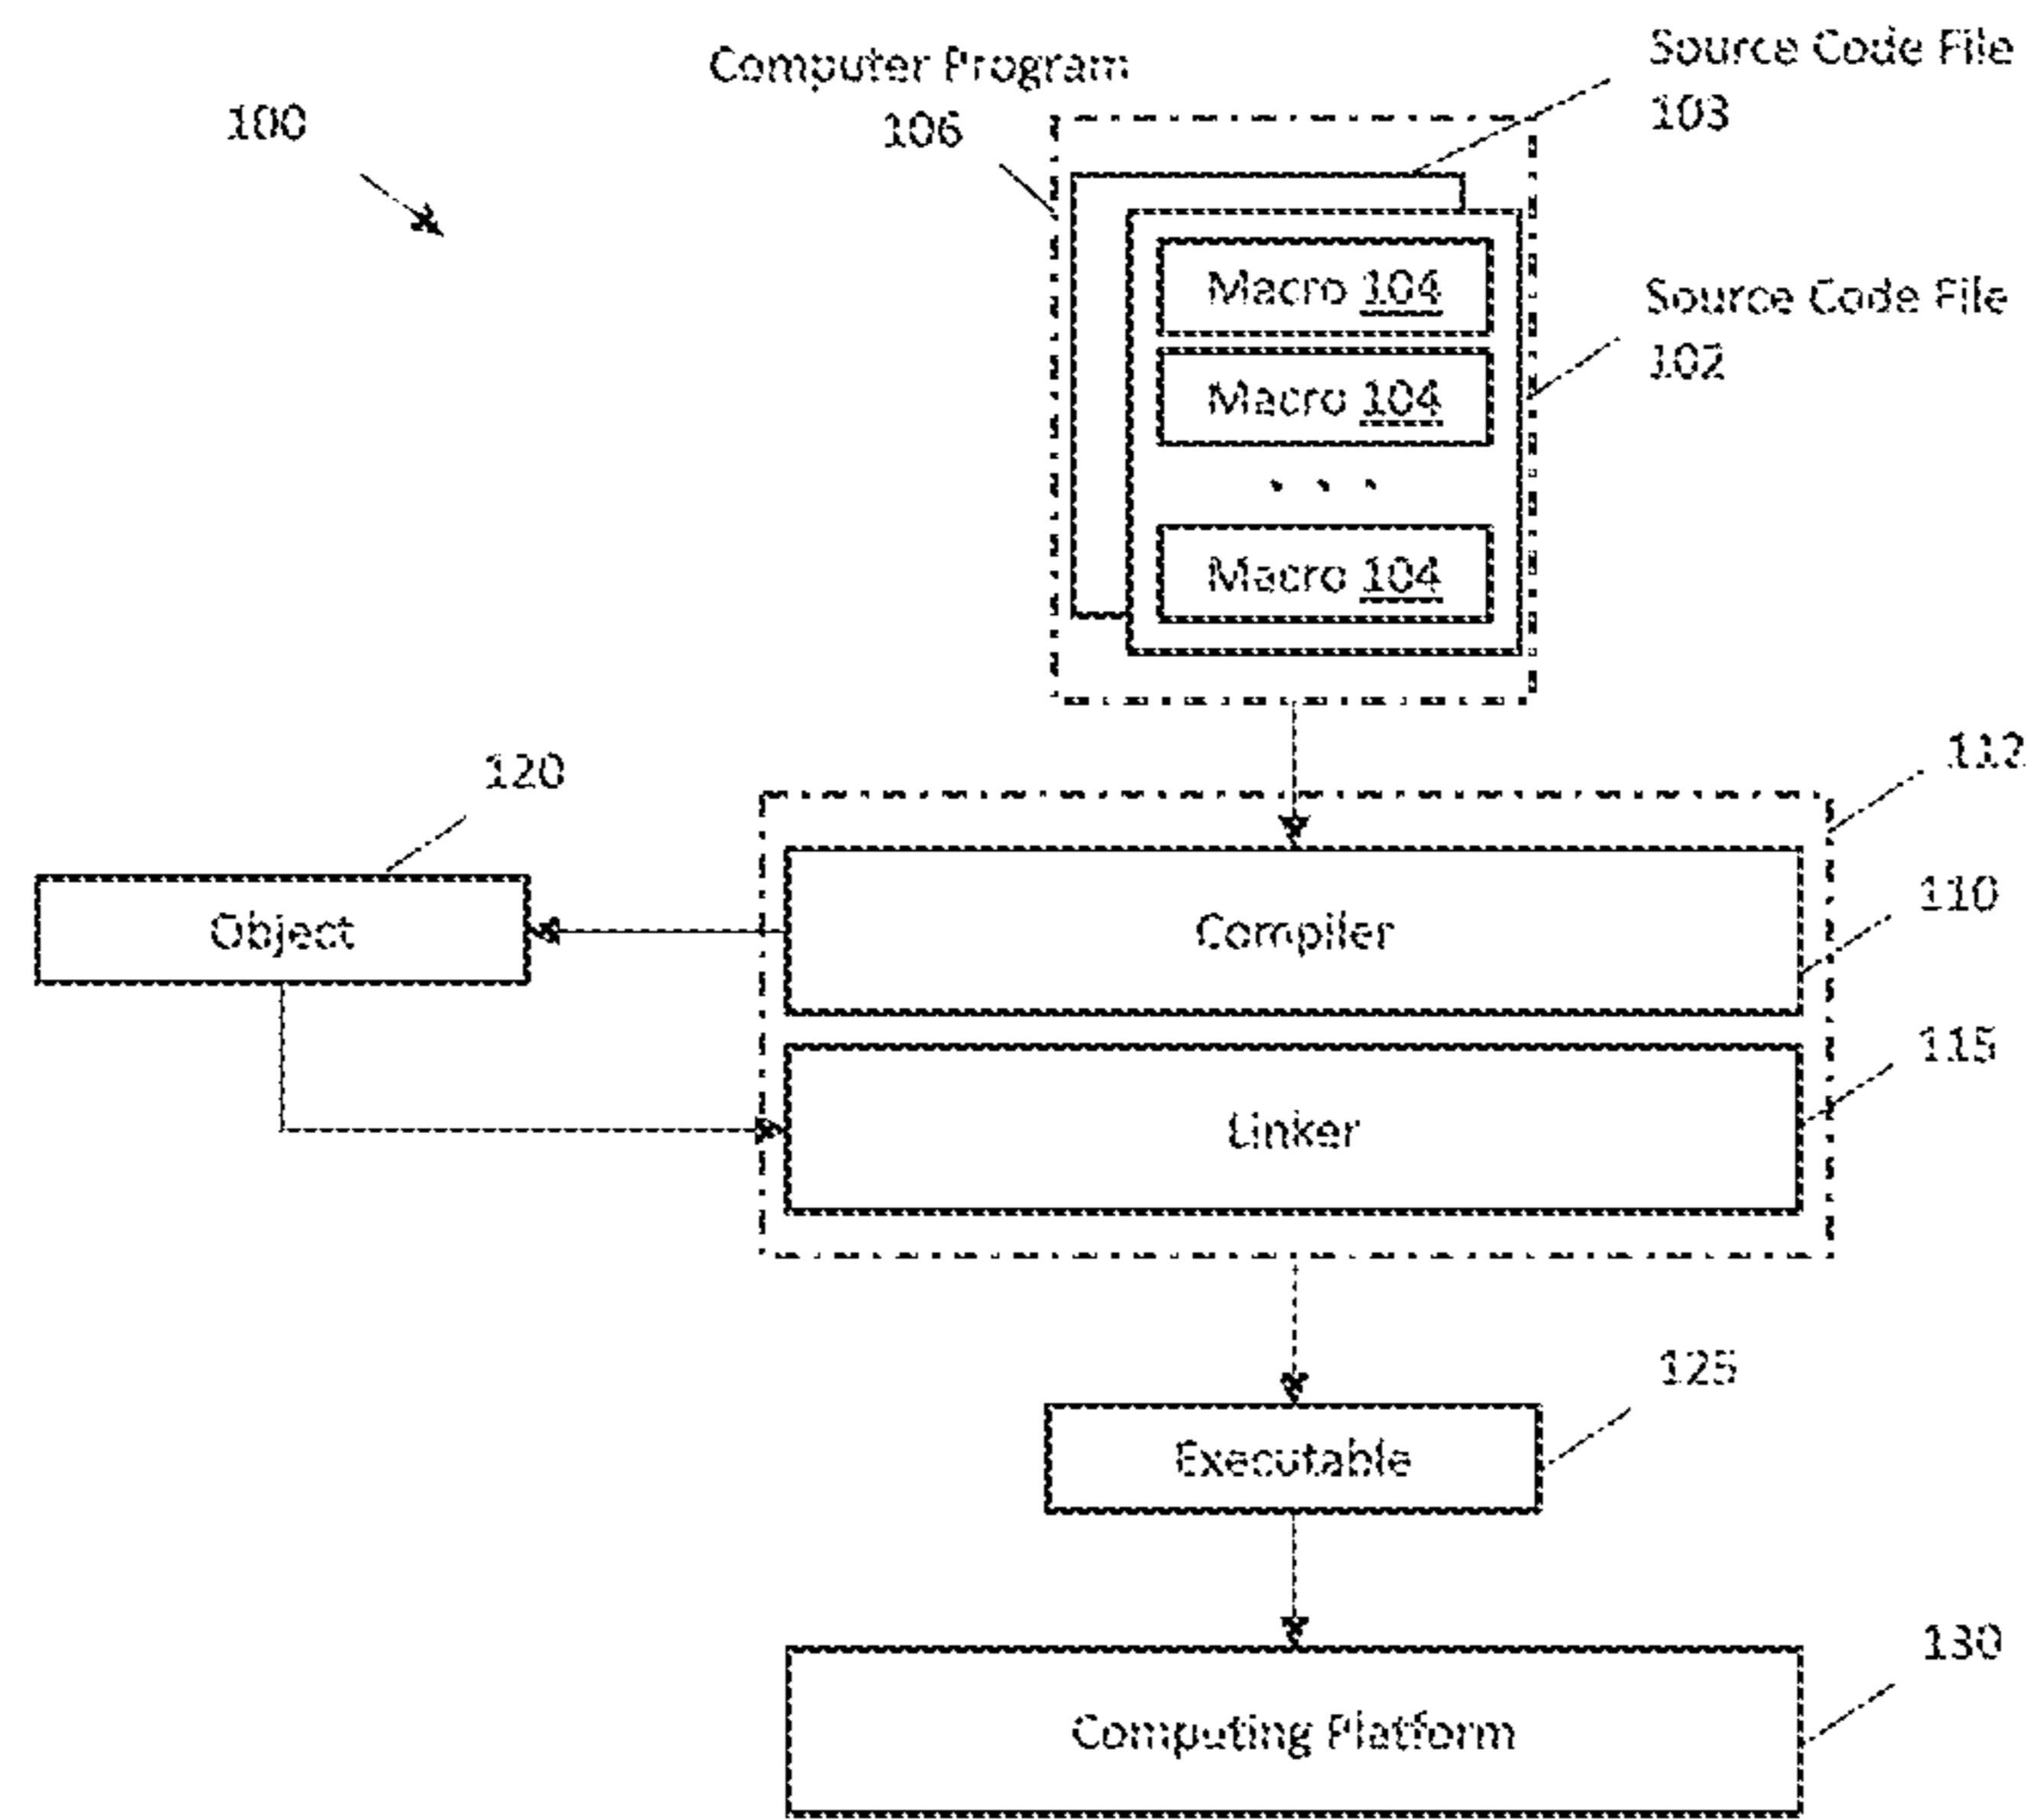 Computer Program
106
Source Code File
103
100
Macro 104
Source Code File
102
Macro 104
. . .
Macro 104
112
120
Compiler
110
Object
Linker
115
125
Executable
130
Computing Platform